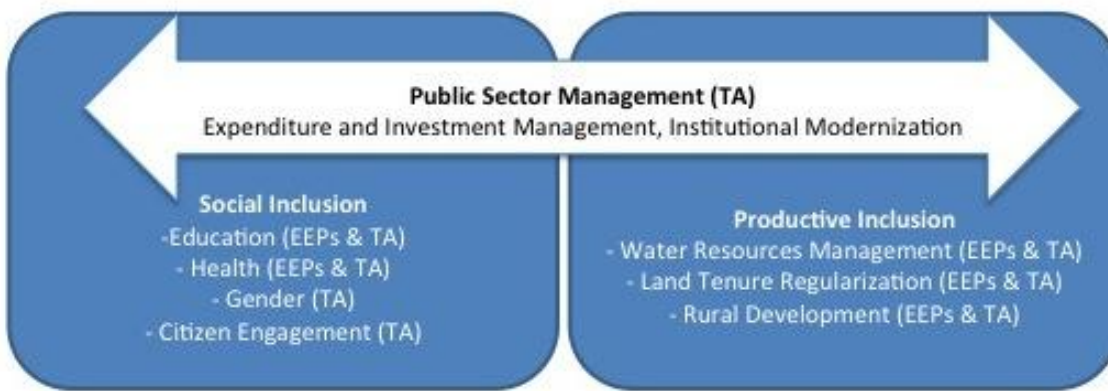 Public Sector Management (TA)
Expenditure and Investment Management, Institutional Modernization
Social Inclusion
-Education (EEPs & TA)
- Health (EEPs & TA)
- Gender (TA)
- Citizen Engagement (TA)
Productive Inclusion
- Water Resources Management (EEPs & TA)
- Land Tenure Regularization (EEPs & TA)
- Rural Development (EEPs & TA)